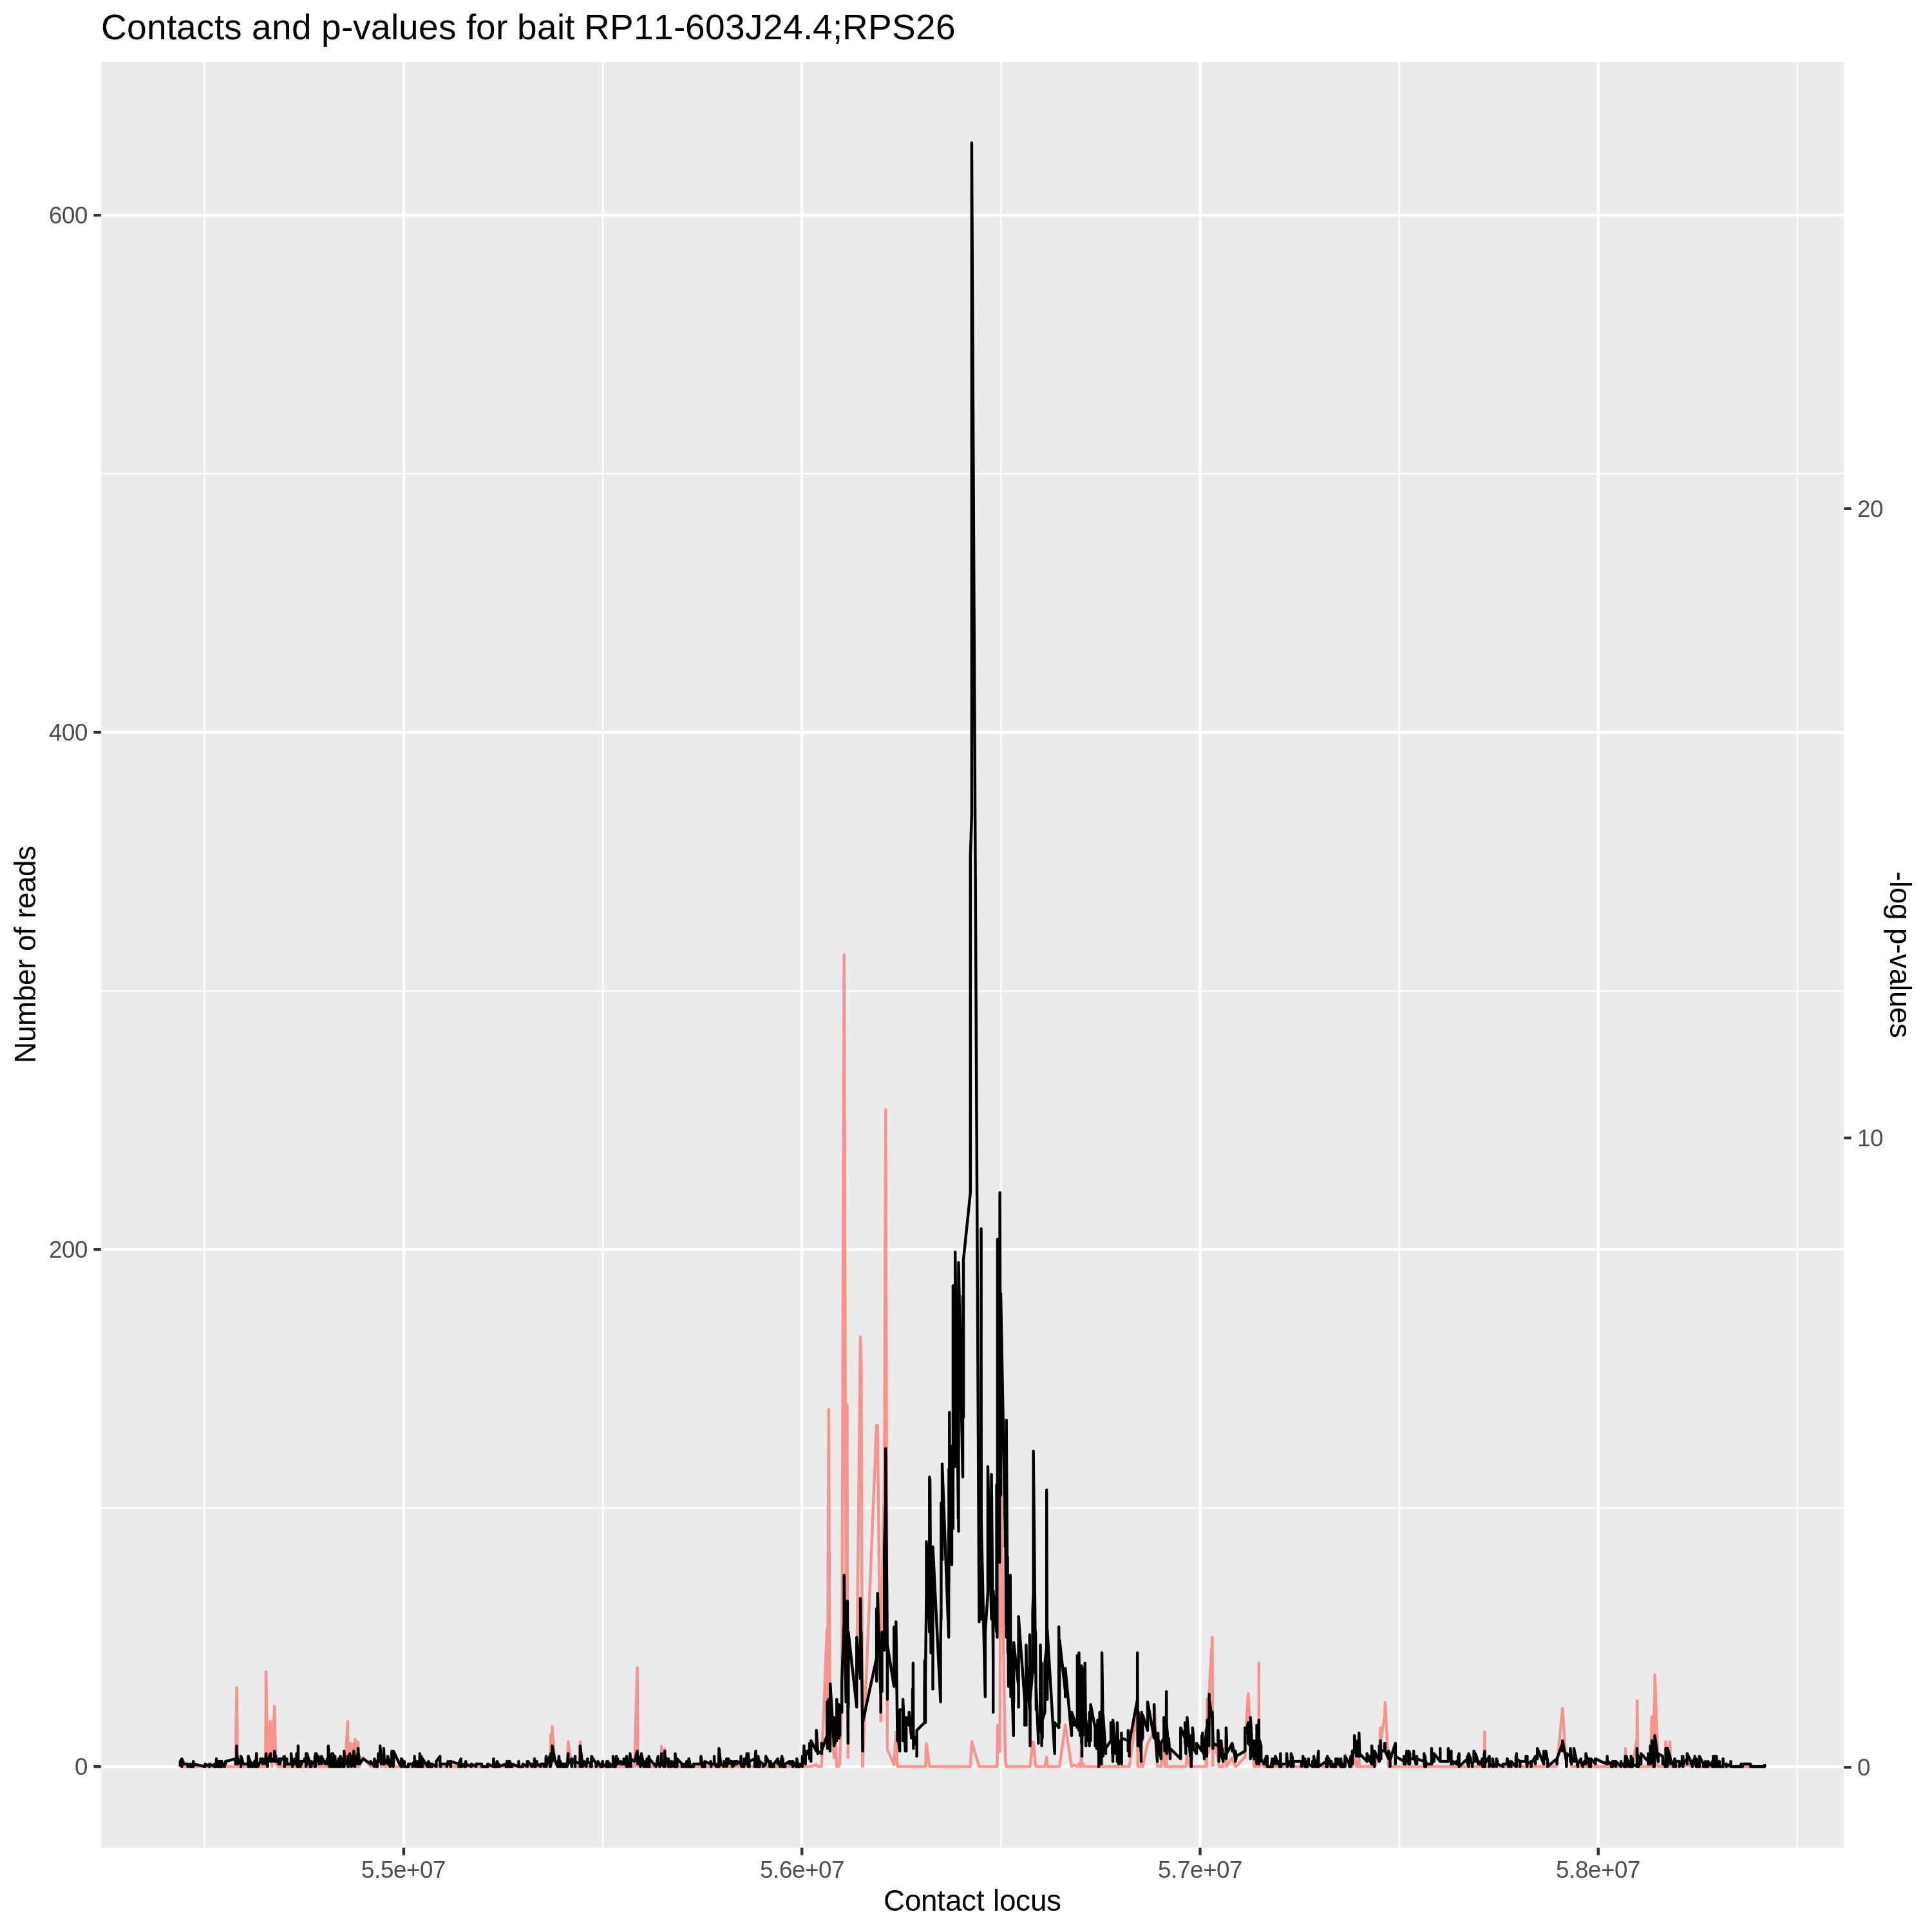 Contacts and p-values for bait RP11-603J24.4;RPS26
600
400
200
0
Number of reads
20
10
0
-log p-values
5.5e+07
5.6e+07
5.7e+07
5.8e+07
Contact locus